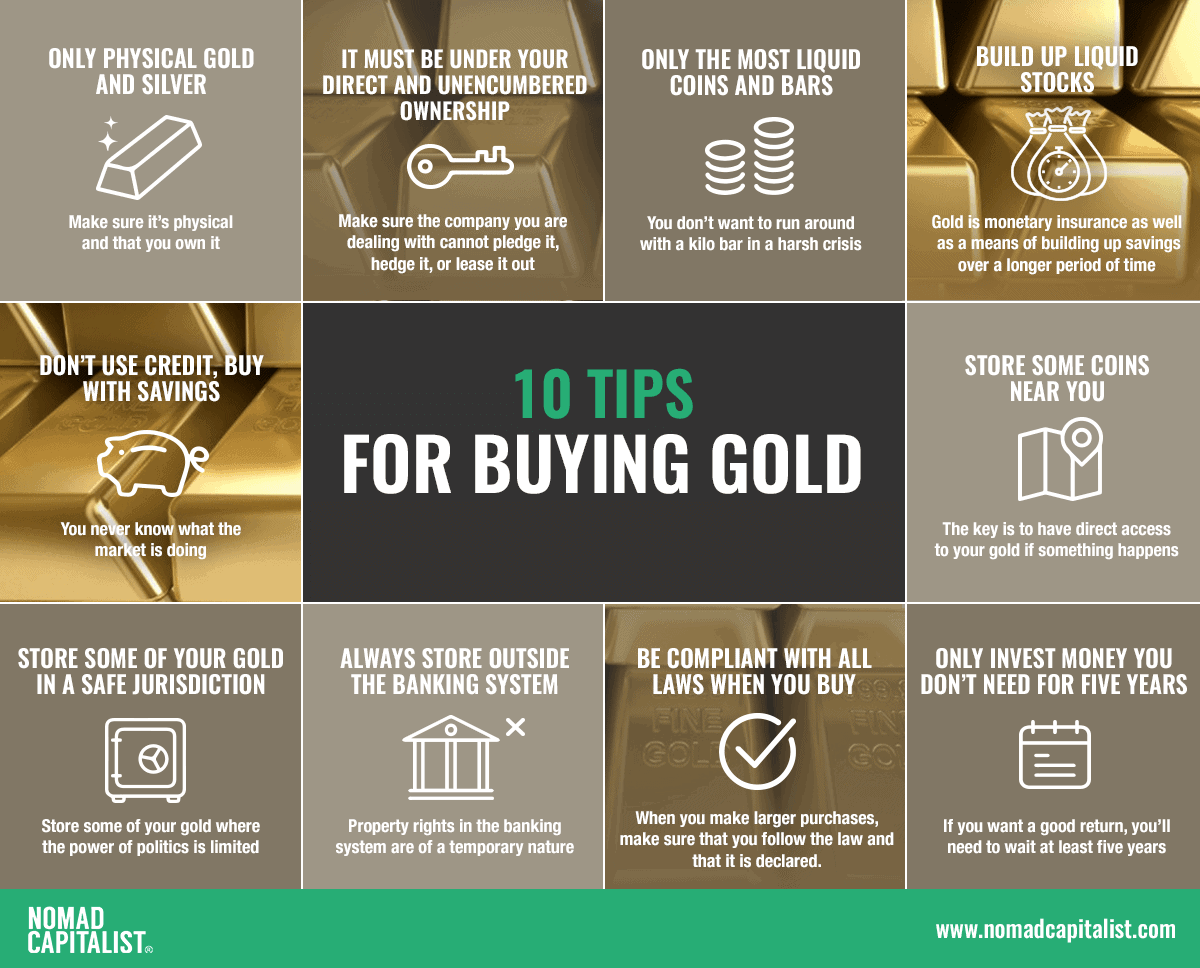 ONLY PHYSICAL GOLD
AND SILVER
Make sure it's physical
and that you own it
IT MUST BE UNDER YOUR
DIRECT AND UNENCUMBERED
OWNERSHIP
Make sure the company you are
dealing with cannot pledge it,
hedge it, or lease it out
ONLY THE MOST LIQUID
COINS AND BARS
You don't want to run around
with a kilo bar in a harsh crisis
BUILD UP LIQUID
STOCKS
Gold is monetary insurance as well
as a means of building up savings
over a longer period of time
DON'T USE CREDIT, BUY
WITH SAVINGS
You never know what the
market is doing
10 TIPS
FOR BUYING GOLD
STORE SOME COINS
NEAR YOU
The key is to have direct access
to your gold if something happens
STORE SOME OF YOUR GOLD
IN A SAFE JURISDICTION
Store some of your gold where
the power of politics is limited
ALWAYS STORE OUTSIDE
THE BANKING SYSTEM
Property rights in the banking
system are of a temporary nature
BE COMPLIANT WITH ALL
LAWS WHEN YOU BUY
FINE
GOLD
When you make larger purchases,
make sure that you follow the law and
that it is declared.
ONLY INVEST MONEY YOU
DON'T NEED FOR FIVE YEARS
If you want a good return, you'll
need to wait at least five years
NOMAD
CAPITALIST®
www.nomadcapitalist.com